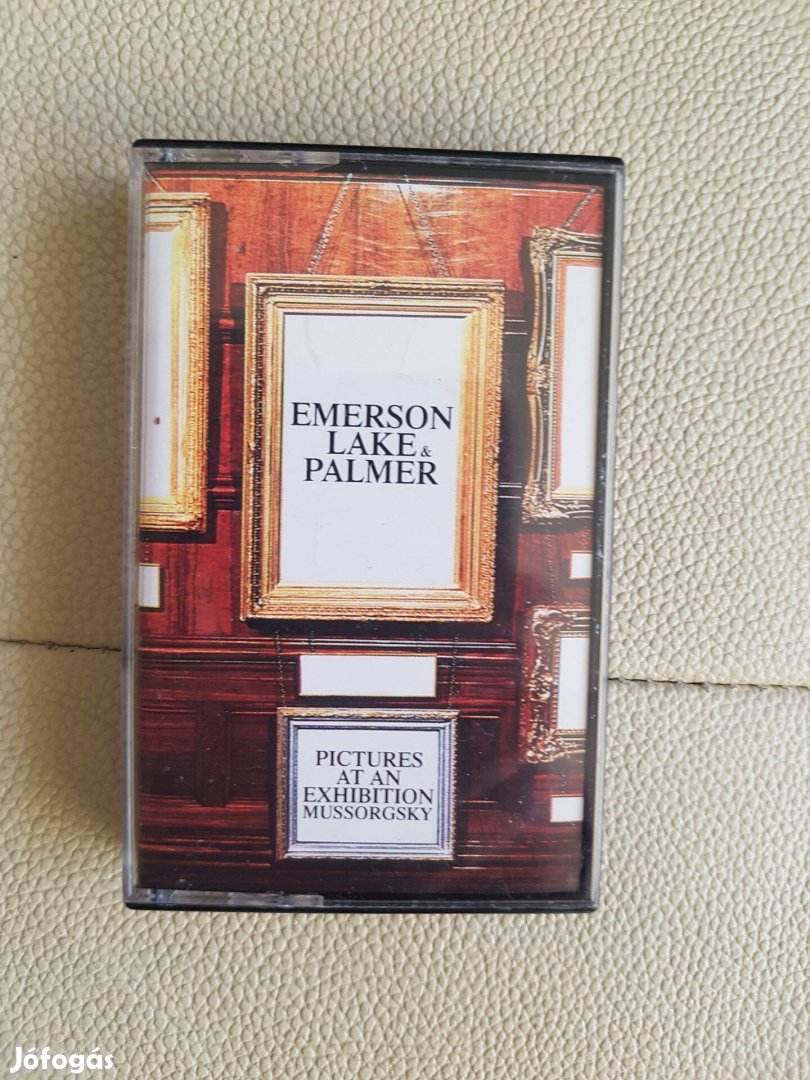 EMERSON
LAKE &
PALMER
PICTURES
AT AN
EXHIBITION
MUSSORGSKY
Jófogás